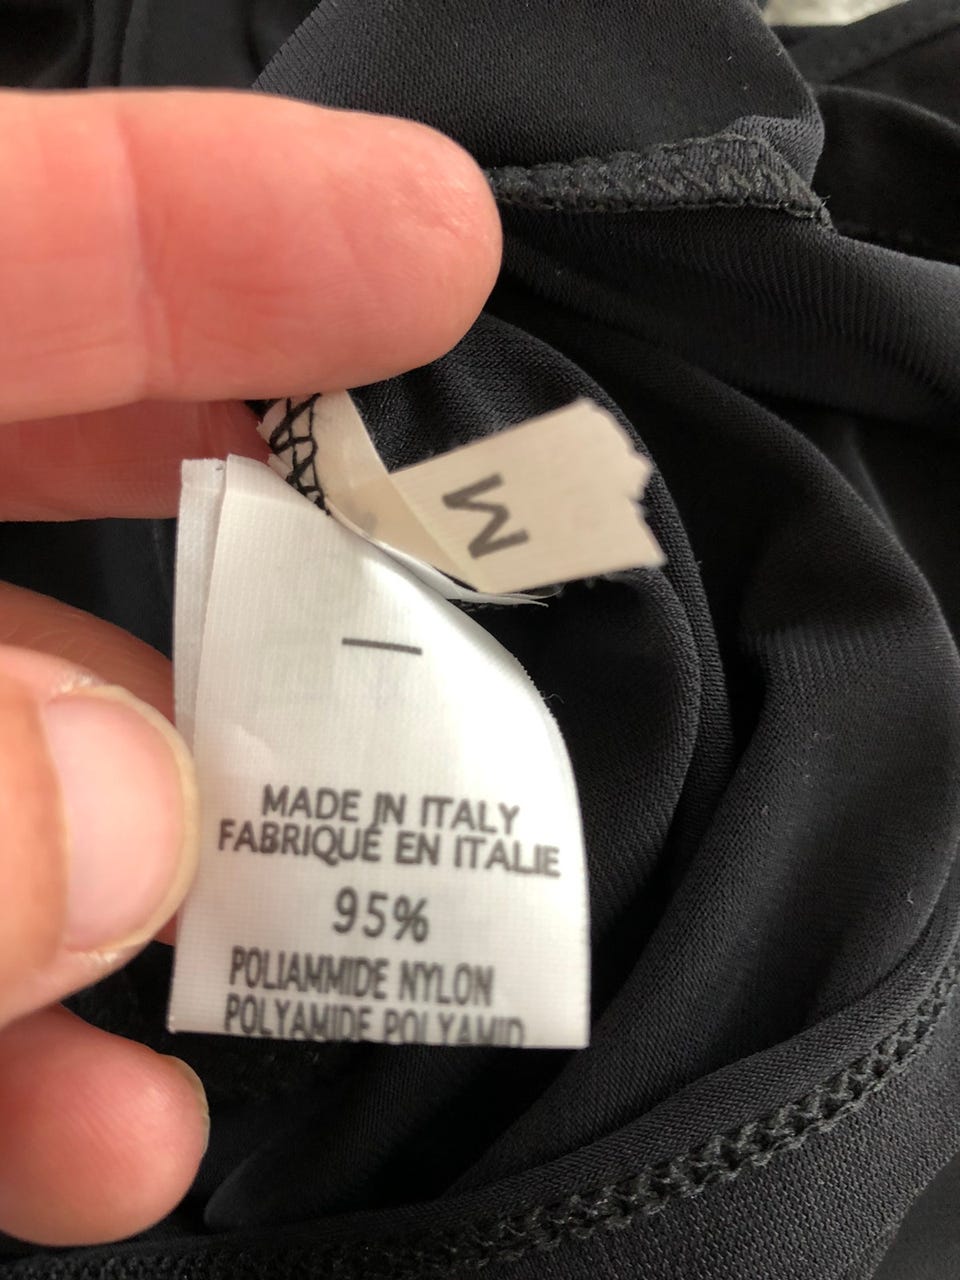 M
MADE IN ITALY
FABRIQUÉ EN ITALIE
95%
POLIAMMIDE NYLON
POLYAMIDE POLYAMID